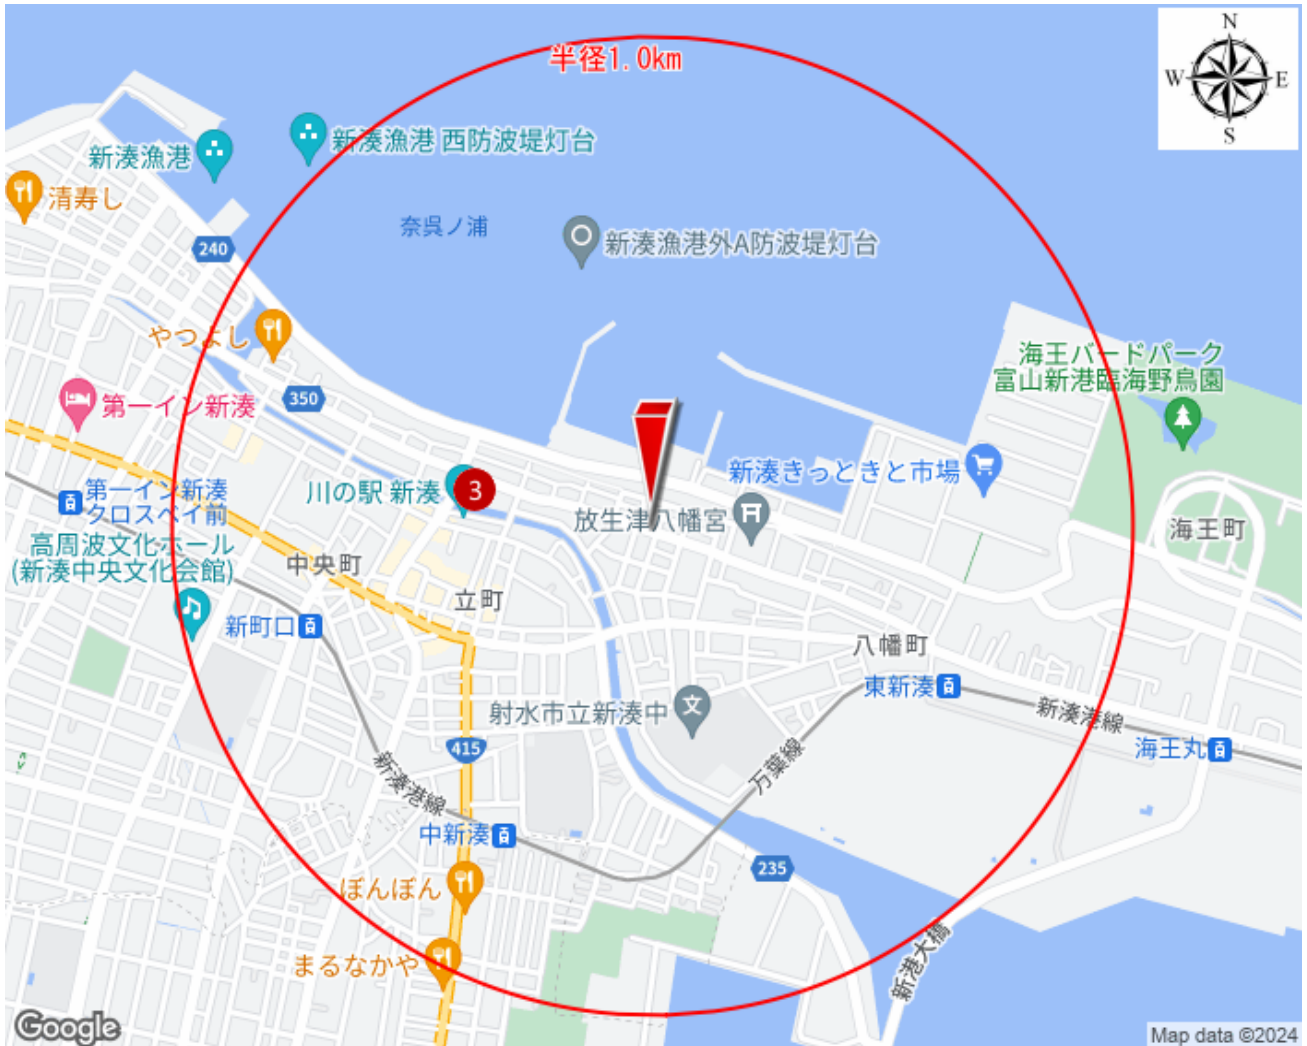 半径1.0km
N
W
E
S
新湊漁港 西防波堤灯台
新湊漁港
清寿し
奈呉ノ浦
新湊漁港外A防波堤灯台
240
やつよし
海王バードパーク
富山新港臨海野鳥園
350
第一イン新湊
新湊きっときと市場
川の駅 新湊
3
第一イン新湊
クロスベイ前
放生津八幡宮
海王町
高周波文化ホール
(新湊中央文化会館)
中央町
立町
新町口
八幡町
東新湊
射水市立新湊中
新湊港線
415
海王丸
万葉線
新湊港線
中新湊
235
ぼんぼん
まるなかや
新港大橋
Google
Map data ©2024